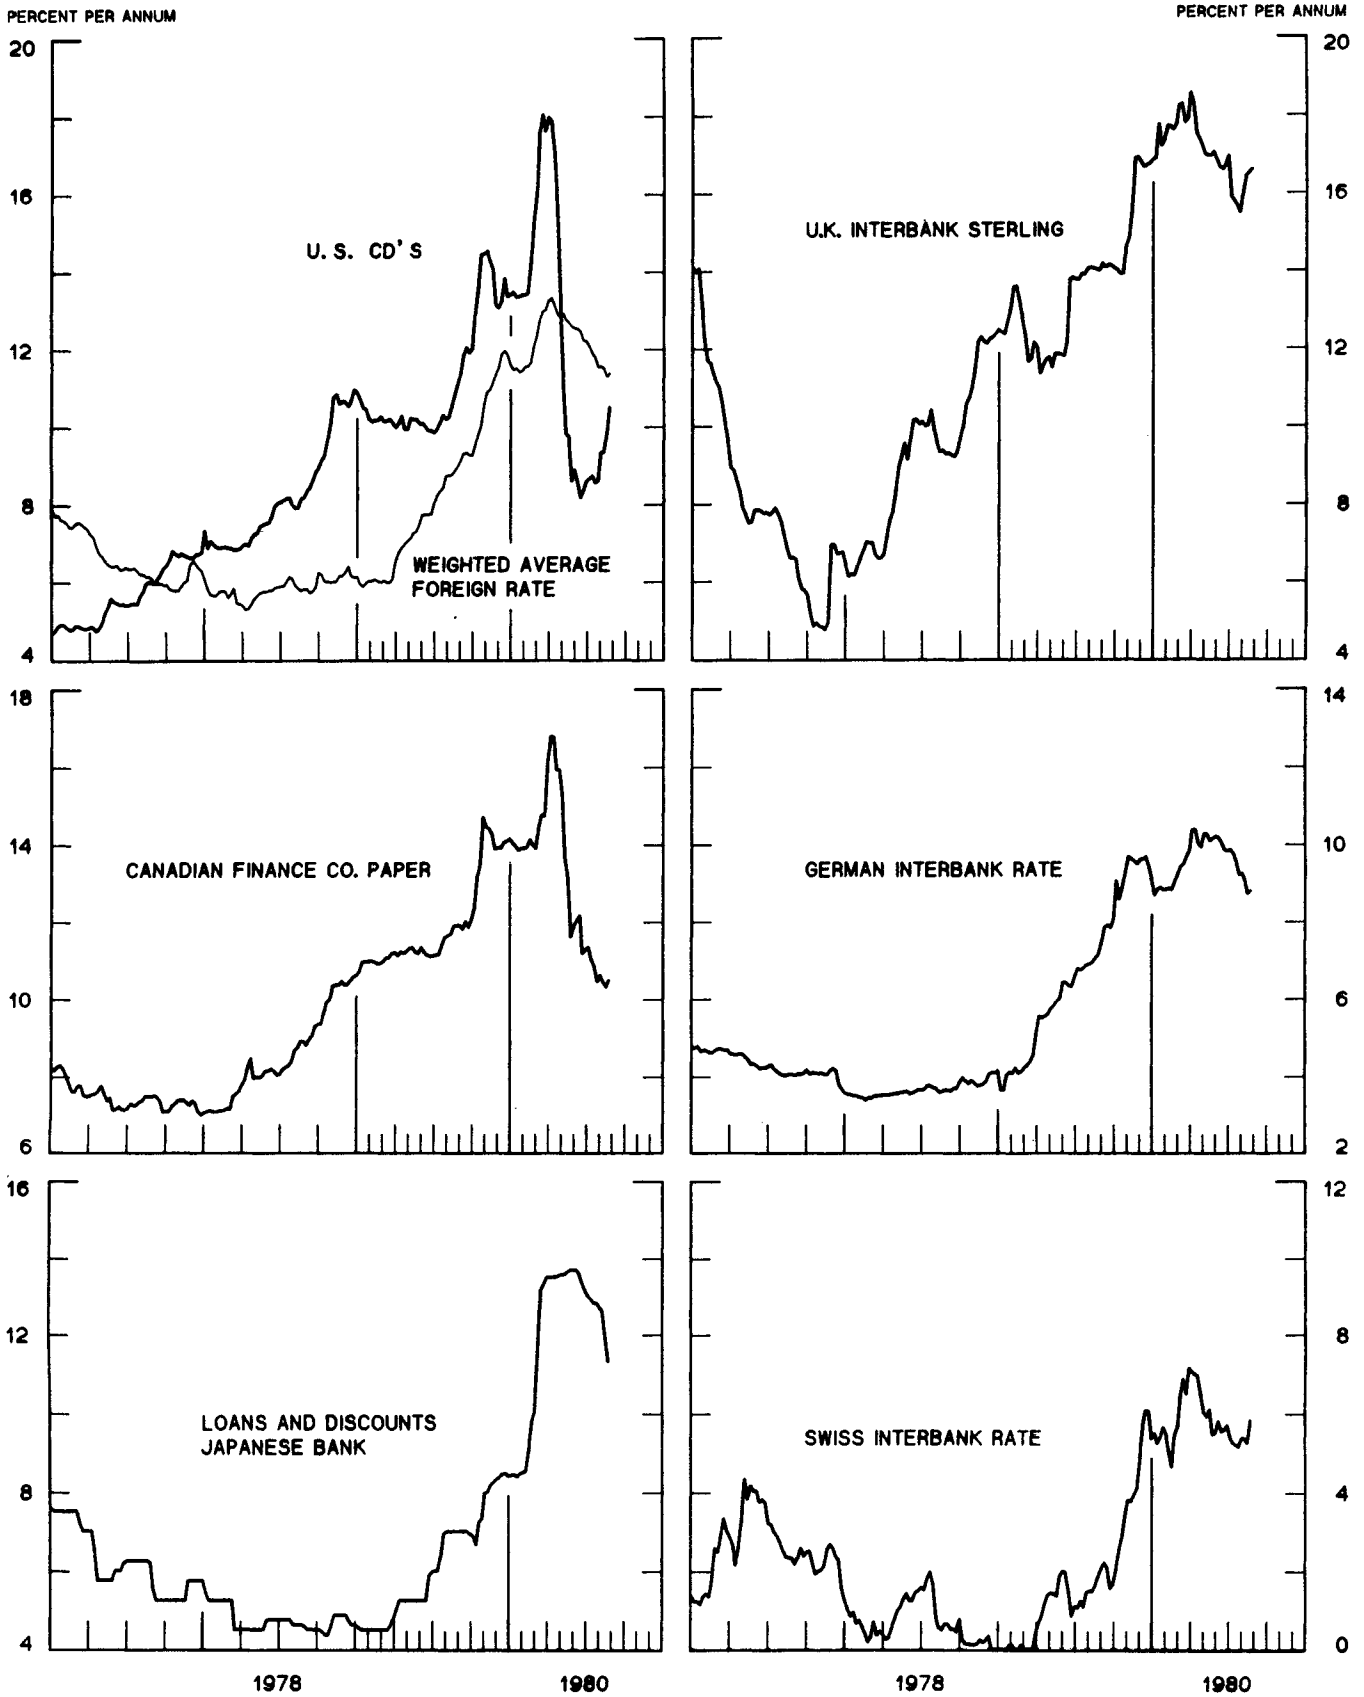 PERCENT PER ANNUM
PERCENT PER ANNUM
20
16
12
8
4
U. S. CD'S
WEIGHTED AVERAGE
FOREIGN RATE
20
16
12
8
4
U.K. INTERBANK STERLING
18
14
10
6
CANADIAN FINANCE CO. PAPER
14
10
6
2
GERMAN INTERBANK RATE
16
12
8
4
LOANS AND DISCOUNTS
JAPANESE BANK
1978
1980
12
8
4
0
SWISS INTERBANK RATE
1978
1980